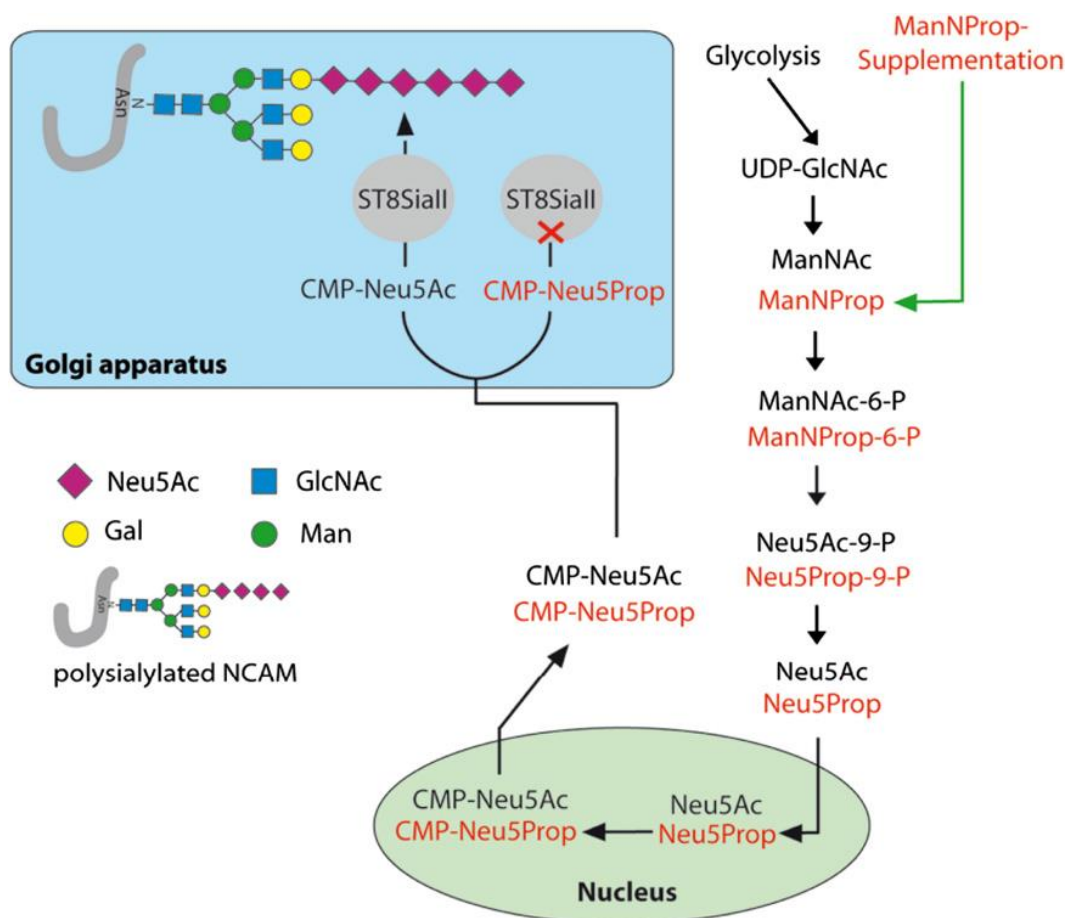 Asn
N
ST8SiaII
ST8SiaII
CMP-Neu5Ac
CMP-Neu5Prop
Golgi apparatus
Neu5Ac
GlcNAc
Gal
Man
Asn
N
polysialylated NCAM
Glycolysis
ManNProp-
Supplementation
UDP-GlcNAc
ManNAc
ManNProp
ManNAc-6-P
ManNProp-6-P
Neu5Ac-9-P
Neu5Prop-9-P
Neu5Ac
Neu5Prop
Neu5Ac
Neu5Prop
CMP-Neu5Ac
CMP-Neu5Prop
Nucleus
CMP-Neu5Ac
CMP-Neu5Prop